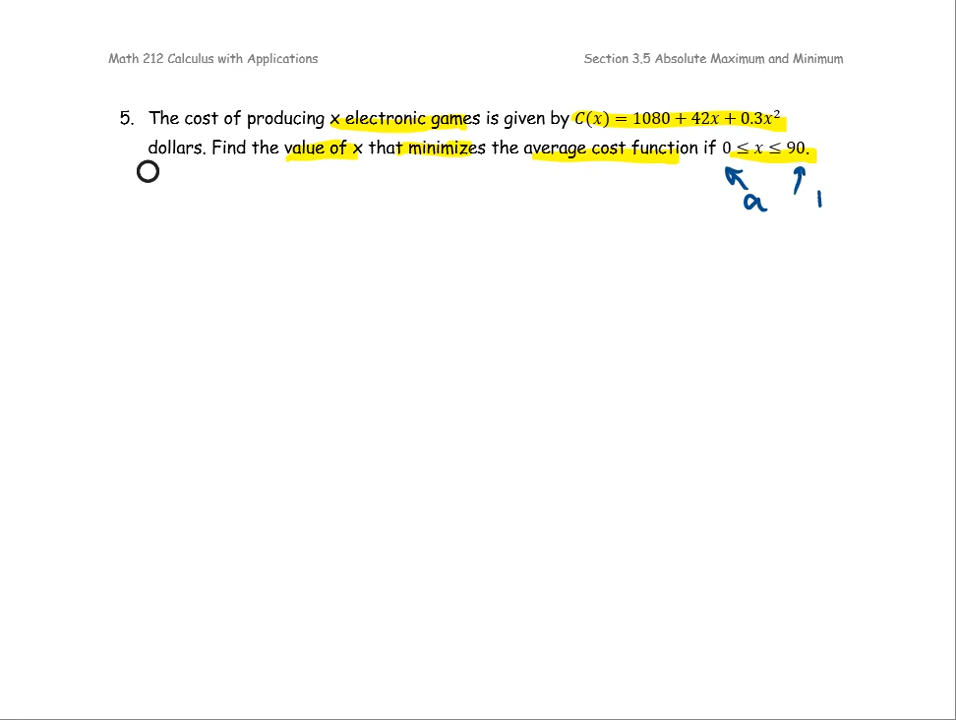 Math 212 Calculus with Applications Section 3.5 Absolute Maximum and Minimum
5. The cost of producing x electronic games is given by C(x) = 1080 + 42x + 0.3x²
dollars. Find the value of x that minimizes the average cost function if 0 ≤ x ≤ 90.
a